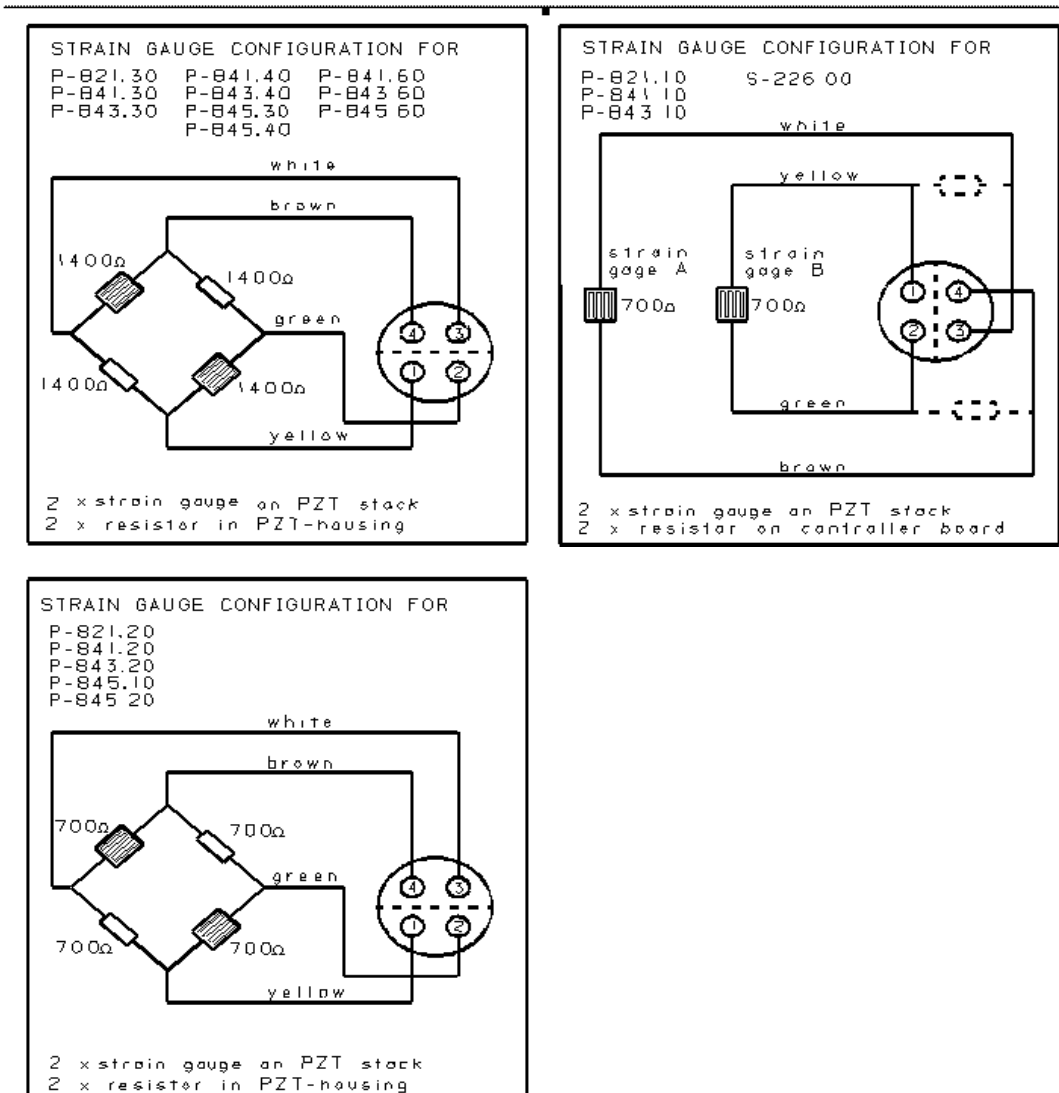 STRAIN GAUGE CONFIGURATION FOR
P-821.30 P-841.40 P-841.60
P-841.30 P-843.40 P-843 60
P-843.30 P-845.30 P-845 60
P-845.40
white
brown
1400Ω
1400Ω
green
4 3
1 2
1400Ω
1400Ω
yellow
2 x strain gauge on PZT stack
2 x resistor in PZT-housing
STRAIN GAUGE CONFIGURATION FOR
P-821.10 S-226 00
P-841 10
P-843 10
white
yellow
strain
gage A
strain
gage B
700Ω
700Ω
1 4
2 3
green
brown
2 x strain gauge on PZT stack
2 x resistor on controller board
STRAIN GAUGE CONFIGURATION FOR
P-821.20
P-841.20
P-843.20
P-845.10
P-845 20
white
brown
700Ω
700Ω
green
4 3
1 2
700Ω
700Ω
yellow
2 x strain gauge on PZT stack
2 x resistor in PZT-housing